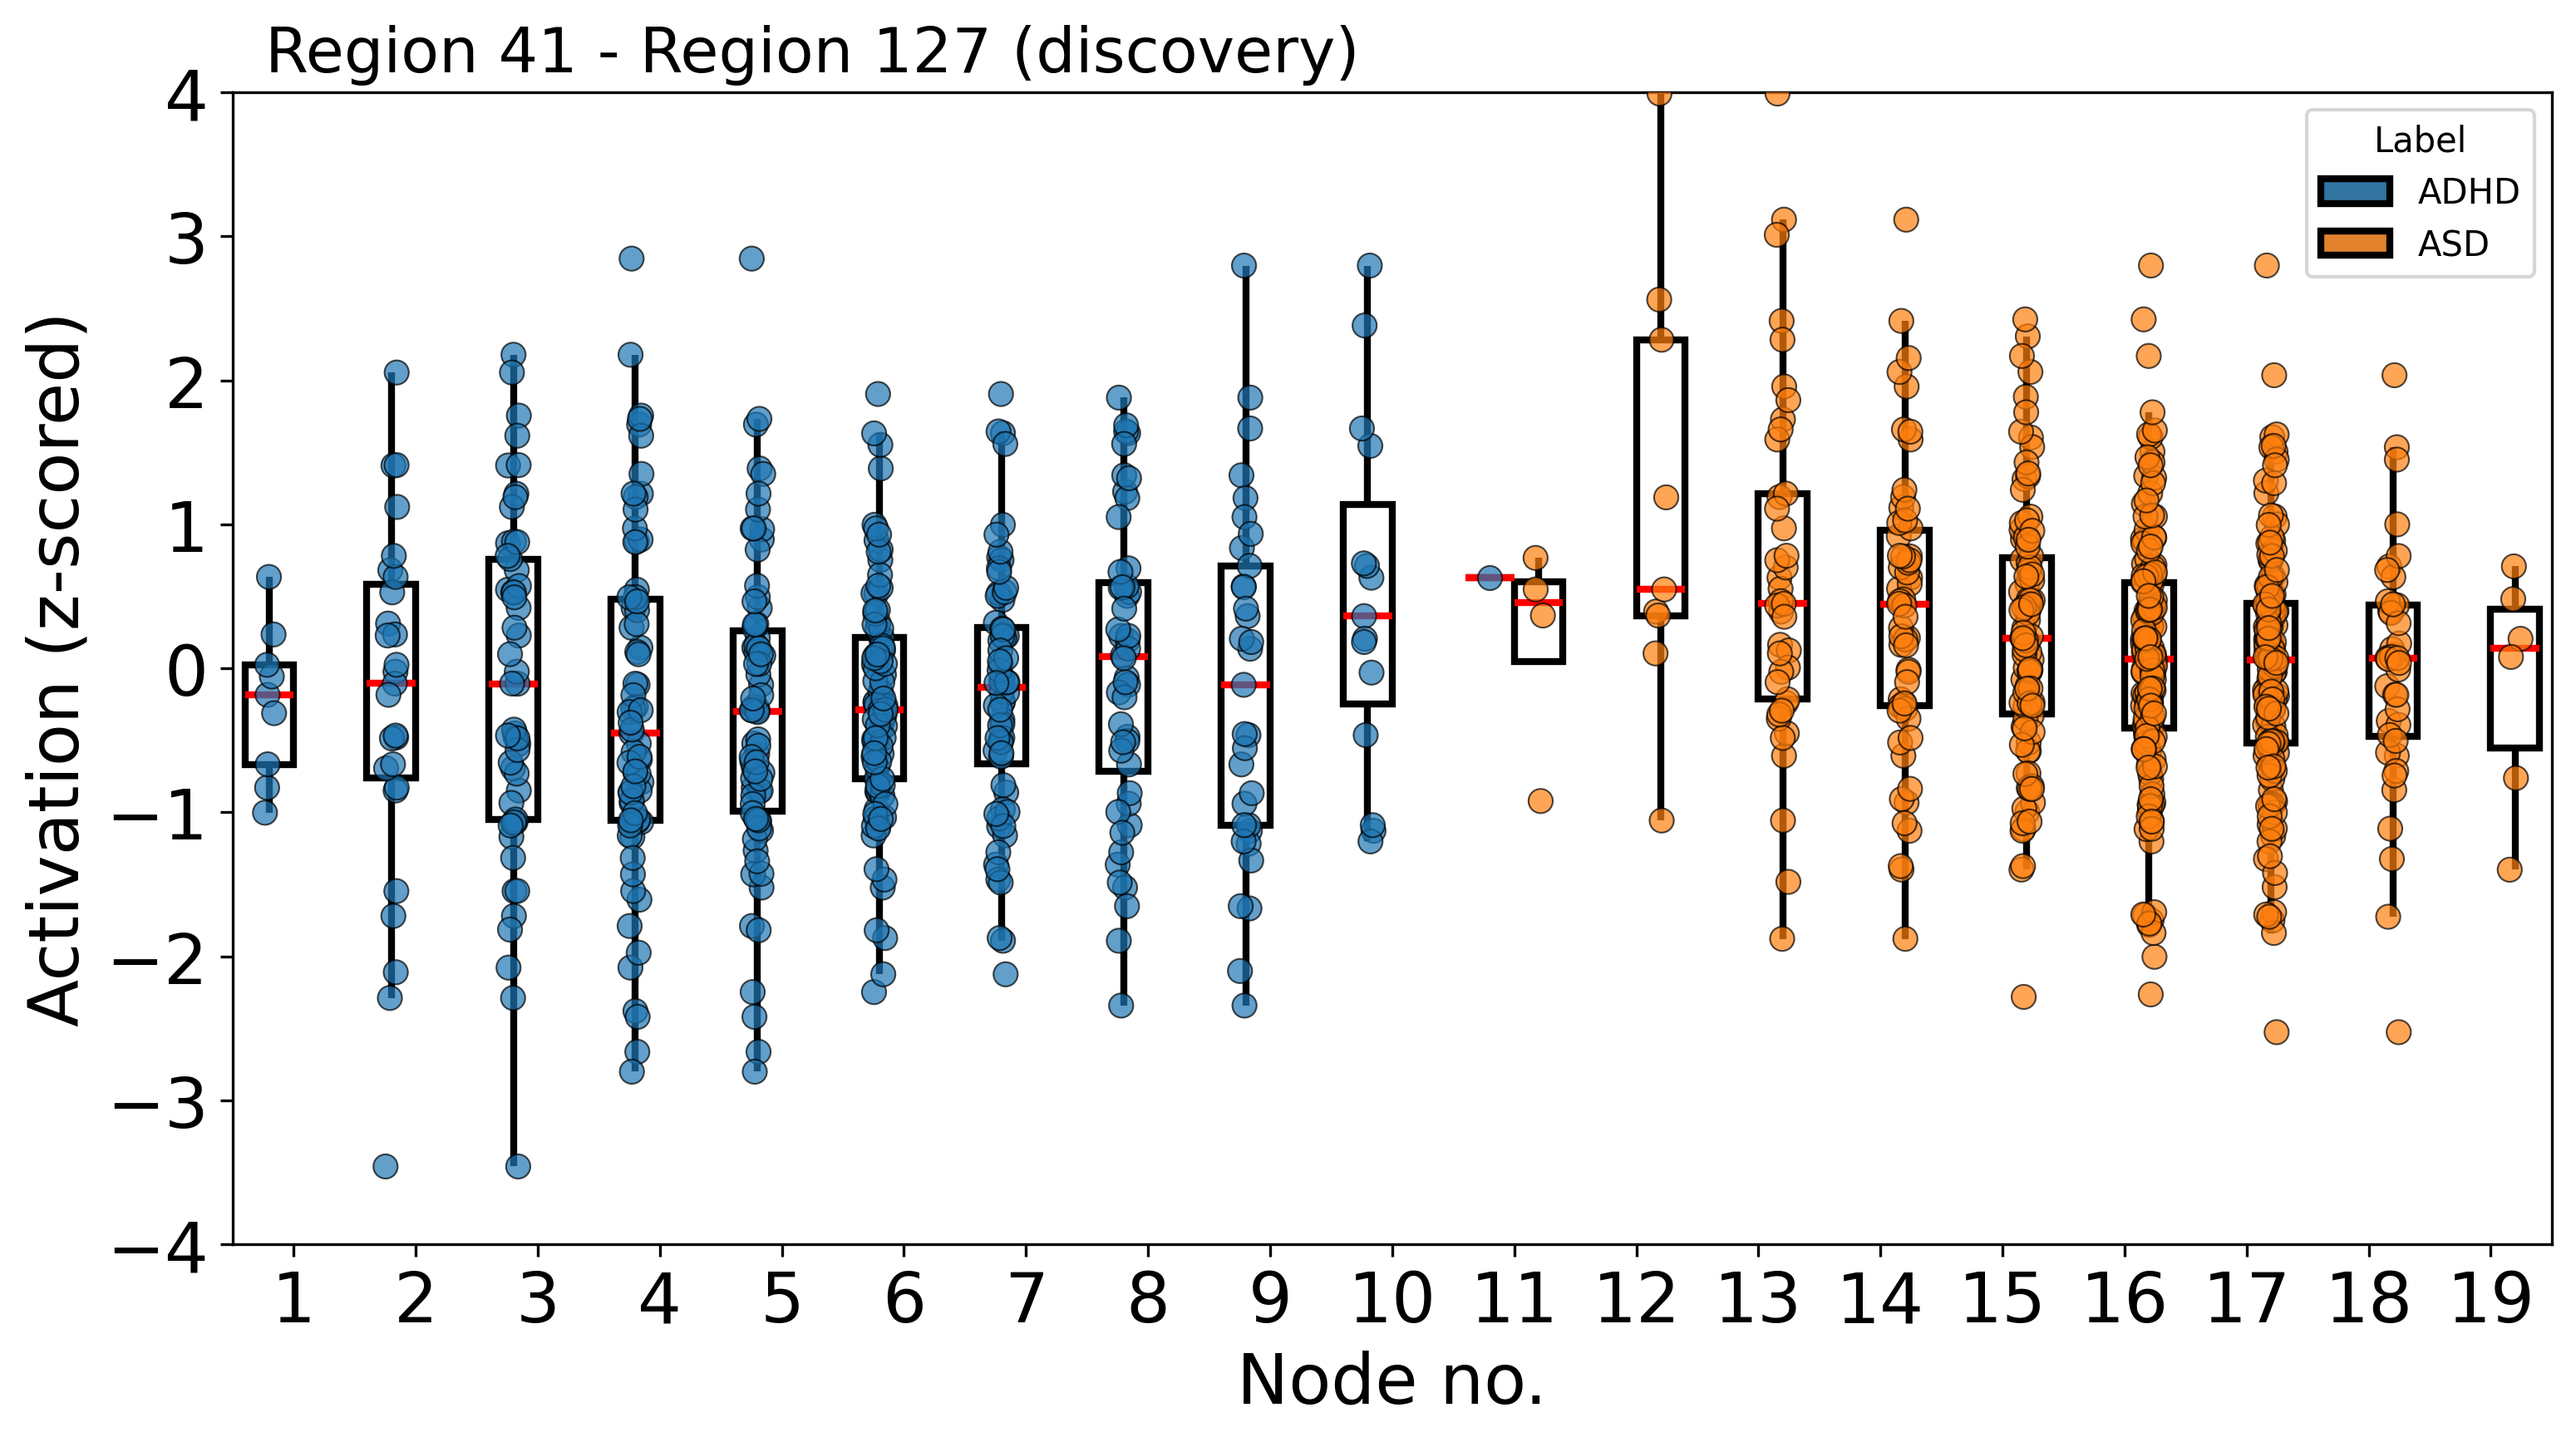 Region 41 - Region 127 (discovery)
Activation (z-scored)
4
3
2
1
0
−1
−2
−3
−4
Label
ADHD
ASD
1 2 3 4 5 6 7 8 9 10 11 12 13 14 15 16 17 18 19
Node no.